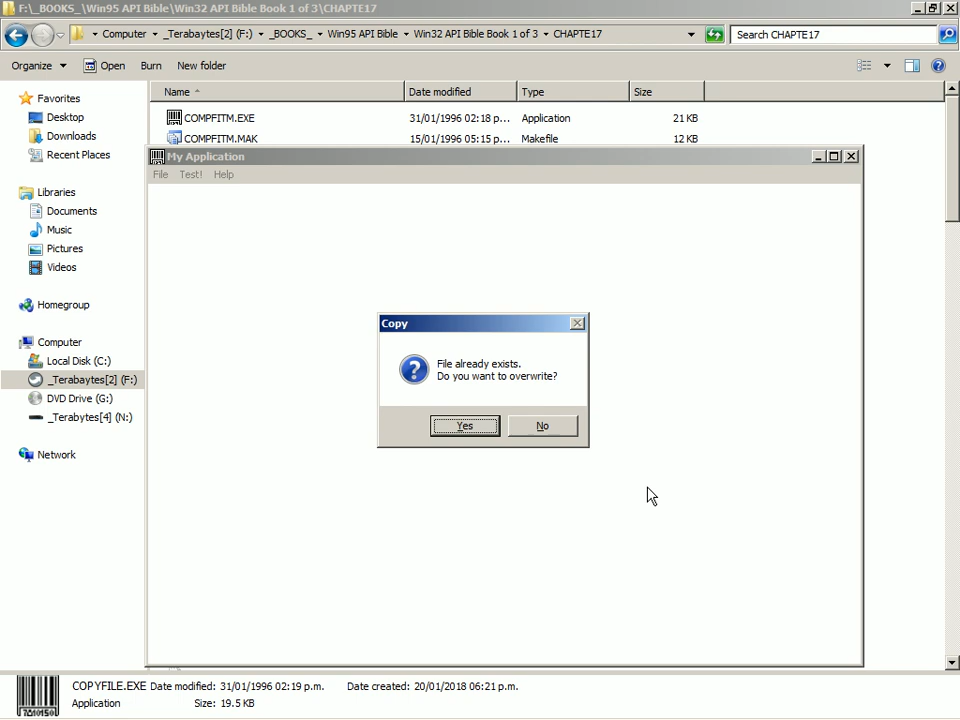 F:\_BOOKS_\Win95 API Bible\Win32 API Bible Book 1 of 3\CHAPTE17
Computer _Terabaytes[2] (F:) _BOOKS_ Win95 API Bible Win32 API Bible Book 1 of 3 CHAPTE17 Search CHAPTE17
Organize Open Burn New folder
Favorites
Desktop
Downloads
Recent Places
Libraries
Documents
Music
Pictures
Videos
Homegroup
Computer
Local Disk (C:)
_Terabaytes[2] (F:)
DVD Drive (G:)
_Terabytes[4] (N:)
Network
Name Date modified Type Size
COMPFITM.EXE 31/01/1996 02:18 p... Application 21 KB
COMPFITM.MAK 15/01/1996 05:15 p... Makefile 12 KB
My Application
File Test! Help
Copy
File already exists.
Do you want to overwrite?
Yes No
COPYFILE.EXE Date modified: 31/01/1996 02:19 p.m. Date created: 20/01/2018 06:21 p.m.
Application Size: 19.5 KB